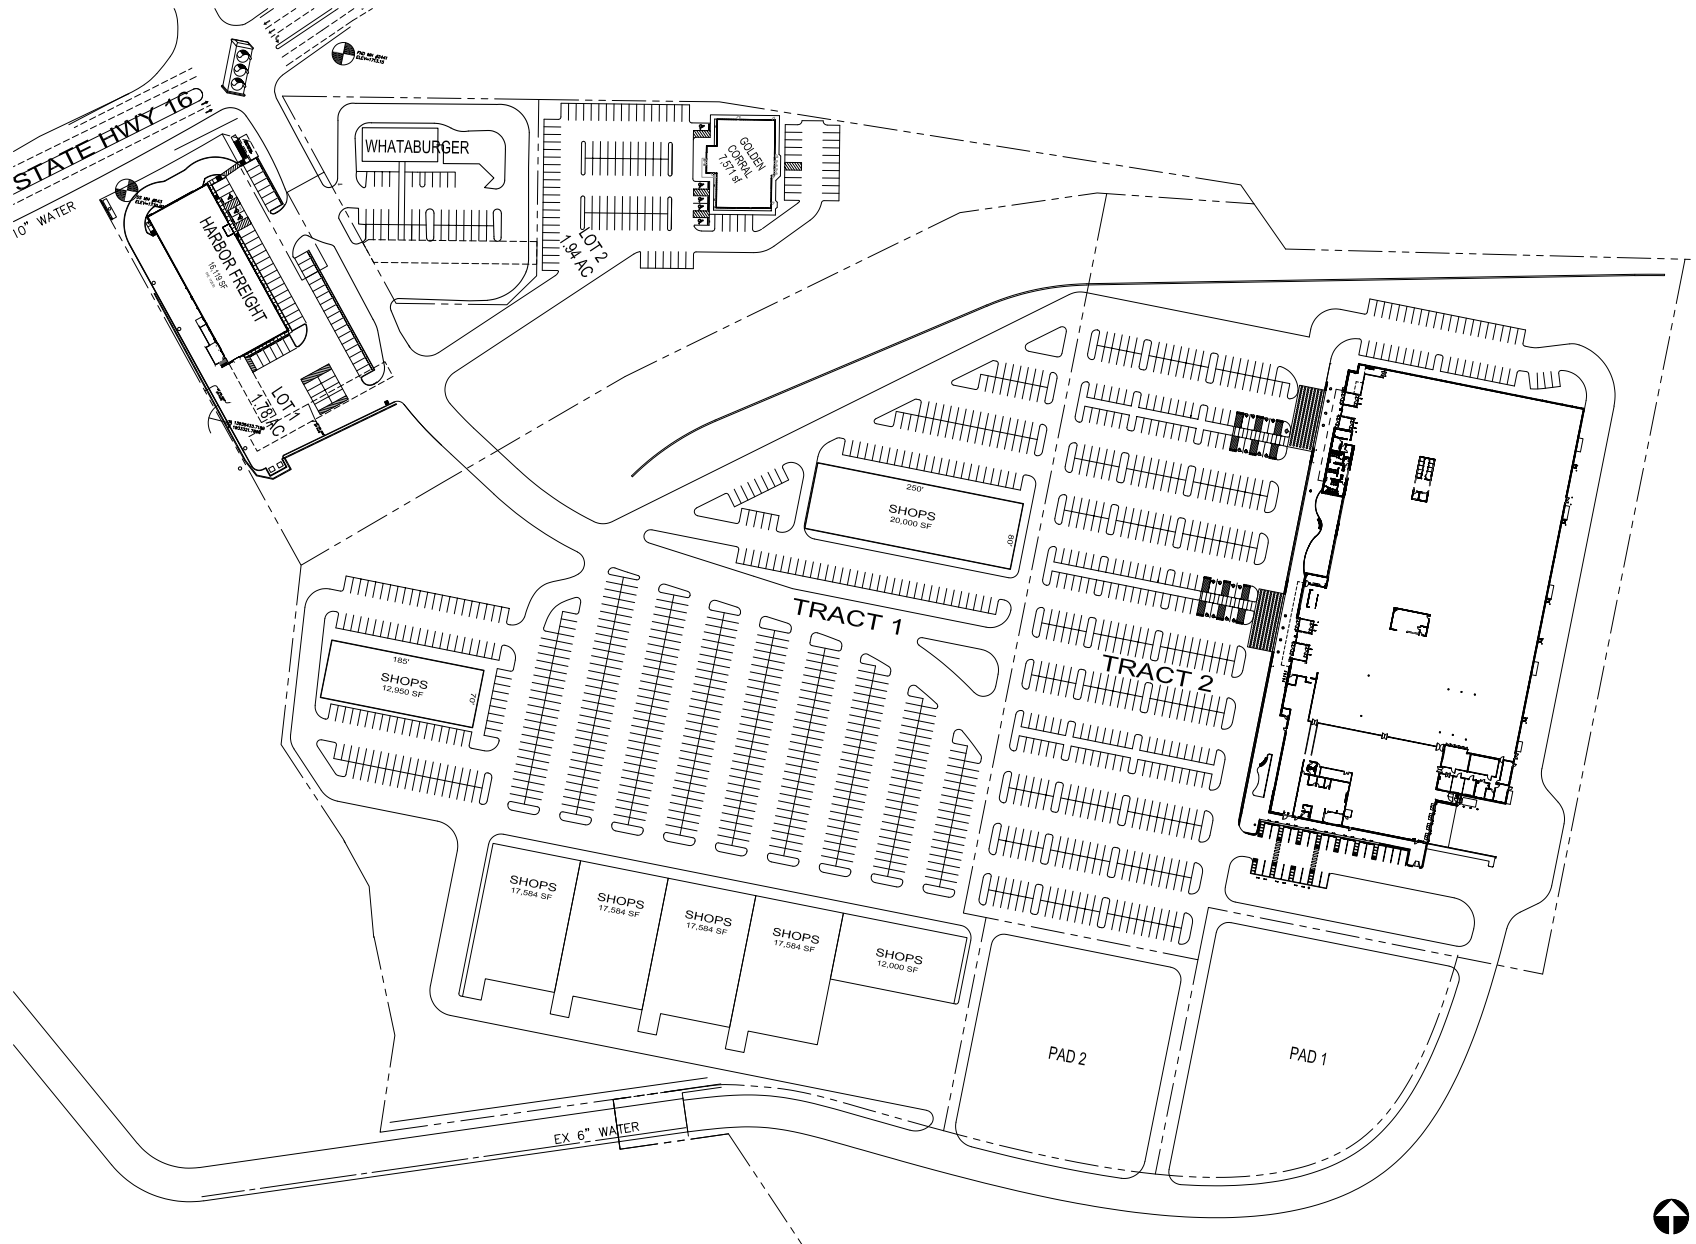 STATE HWY 16
10" WATER
WHATABURGER
GOLDEN
CORRAL
7,571 sf
LOT 2
1.94 AC
HARBOR FREIGHT
16,119 SF
LOT 1
1.78 AC
250'
SHOPS
20,000 SF
80'
TRACT 1
185'
SHOPS
12,950 SF
70'
TRACT 2
SHOPS
17,584 SF
SHOPS
17,584 SF
SHOPS
17,584 SF
SHOPS
17,584 SF
SHOPS
12,000 SF
PAD 2
PAD 1
EX 6" WATER